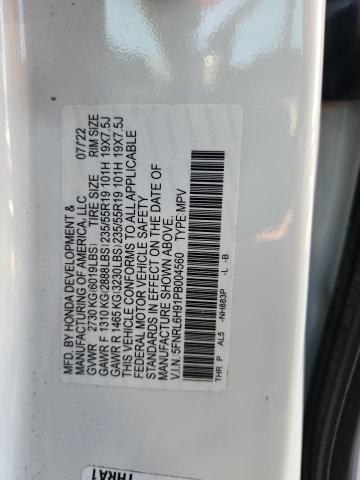 MFD. BY HONDA DEVELOPMENT & 07/22
MANUFACTURING OF AMERICA, LLC
GVWR 2730 KG(6019LBS) TIRE SIZE RIM SIZE
GAWR F 1310 KG(2888LBS) 235/55R19 101H 19X7.5J
GAWR R 1465 KG(3230LBS) 235/55R19 101H 19X7.5J
THIS VEHICLE CONFORMS TO ALL APPLICABLE
FEDERAL MOTOR VEHICLE SAFETY
STANDARDS IN EFFECT ON THE DATE OF
MANUFACTURE SHOWN ABOVE.
V.I.N.:5FNRL6H91PB004560 TYPE:MPV
THR P AL5 -NH883P -L -B
THRA1